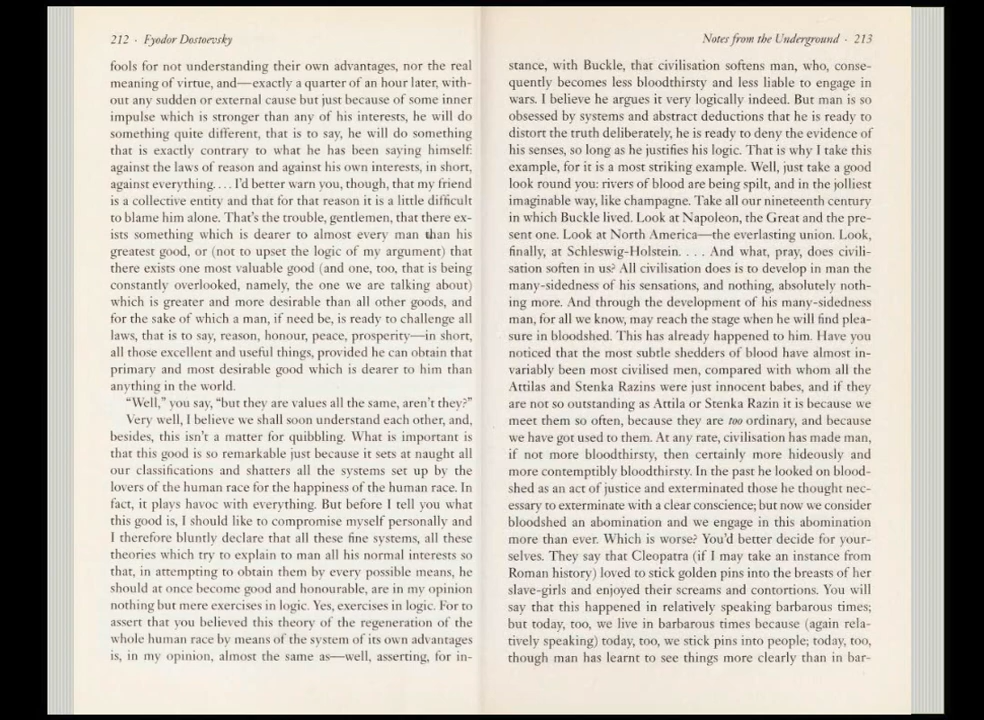 212 · Fyodor Dostoevsky
fools for not understanding their own advantages, nor the real
meaning of virtue, and—exactly a quarter of an hour later, with-
out any sudden or external cause but just because of some inner
impulse which is stronger than any of his interests, he will do
something quite different, that is to say, he will do something
that is exactly contrary to what he has been saying himself:
against the laws of reason and against his own interests, in short,
against everything. . . . I'd better warn you, though, that my friend
is a collective entity and that for that reason it is a little difficult
to blame him alone. That's the trouble, gentlemen, that there ex-
ists something which is dearer to almost every man than his
greatest good, or (not to upset the logic of my argument) that
there exists one most valuable good (and one, too, that is being
constantly overlooked, namely, the one we are talking about)
which is greater and more desirable than all other goods, and
for the sake of which a man, if need be, is ready to challenge all
laws, that is to say, reason, honour, peace, prosperity—in short,
all those excellent and useful things, provided he can obtain that
primary and most desirable good which is dearer to him than
anything in the world.
"Well," you say, "but they are values all the same, aren't they?"
Very well, I believe we shall soon understand each other, and,
besides, this isn't a matter for quibbling. What is important is
that this good is so remarkable just because it sets at naught all
our classifications and shatters all the systems set up by the
lovers of the human race for the happiness of the human race. In
fact, it plays havoc with everything. But before I tell you what
this good is, I should like to compromise myself personally and
I therefore bluntly declare that all these fine systems, all these
theories which try to explain to man all his normal interests so
that, in attempting to obtain them by every possible means, he
should at once become good and honourable, are in my opinion
nothing but mere exercises in logic. Yes, exercises in logic. For to
assert that you believed this theory of the regeneration of the
whole human race by means of the system of its own advantages
is, in my opinion, almost the same as—well, asserting, for in-
Notes from the Underground · 213
stance, with Buckle, that civilisation softens man, who, conse-
quently becomes less bloodthirsty and less liable to engage in
wars. I believe he argues it very logically indeed. But man is so
obsessed by systems and abstract deductions that he is ready to
distort the truth deliberately, he is ready to deny the evidence of
his senses, so long as he justifies his logic. That is why I take this
example, for it is a most striking example. Well, just take a good
look round you: rivers of blood are being spilt, and in the jolliest
imaginable way, like champagne. Take all our nineteenth century
in which Buckle lived. Look at Napoleon, the Great and the pre-
sent one. Look at North America—the everlasting union. Look,
finally, at Schleswig-Holstein. . . . And what, pray, does civili-
sation soften in us? All civilisation does is to develop in man the
many-sidedness of his sensations, and nothing, absolutely noth-
ing more. And through the development of his many-sidedness
man, for all we know, may reach the stage when he will find plea-
sure in bloodshed. This has already happened to him. Have you
noticed that the most subtle shedders of blood have almost in-
variably been most civilised men, compared with whom all the
Attilas and Stenka Razins were just innocent babes, and if they
are not so outstanding as Attila or Stenka Razin it is because we
meet them so often, because they are too ordinary, and because
we have got used to them. At any rate, civilisation has made man,
if not more bloodthirsty, then certainly more hideously and
more contemptibly bloodthirsty. In the past he looked on blood-
shed as an act of justice and exterminated those he thought nec-
essary to exterminate with a clear conscience; but now we consider
bloodshed an abomination and we engage in this abomination
more than ever. Which is worse? You'd better decide for your-
selves. They say that Cleopatra (if I may take an instance from
Roman history) loved to stick golden pins into the breasts of her
slave-girls and enjoyed their screams and contortions. You will
say that this happened in relatively speaking barbarous times;
but today, too, we live in barbarous times because (again rela-
tively speaking) today, too, we stick pins into people; today, too,
though man has learnt to see things more clearly than in bar-